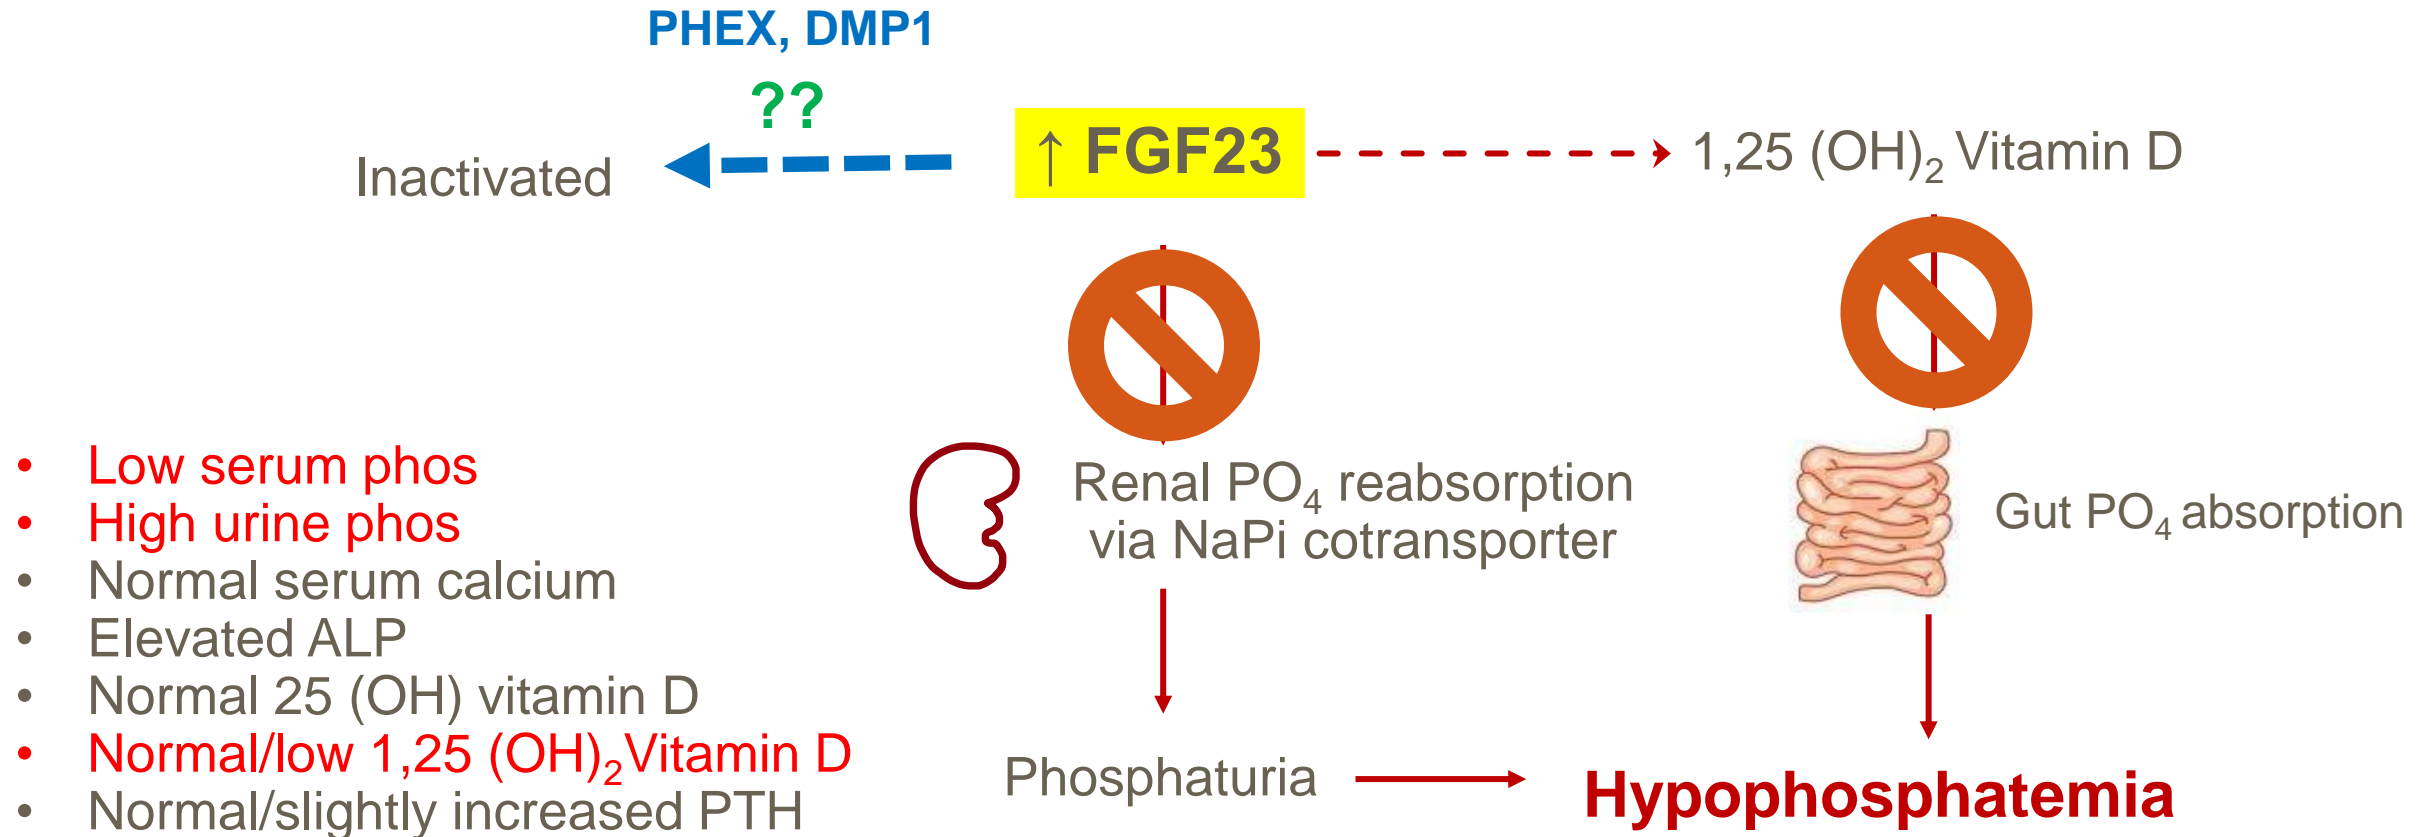 PHEX, DMP1
??
Inactivated
↑ FGF23
1,25 (OH)₂ Vitamin D
• Low serum phos
• High urine phos
• Normal serum calcium
• Elevated ALP
• Normal 25 (OH) vitamin D
• Normal/low 1,25 (OH)₂Vitamin D
• Normal/slightly increased PTH
Renal PO₄ reabsorption
via NaPi cotransporter
Gut PO₄ absorption
Phosphaturia
Hypophosphatemia